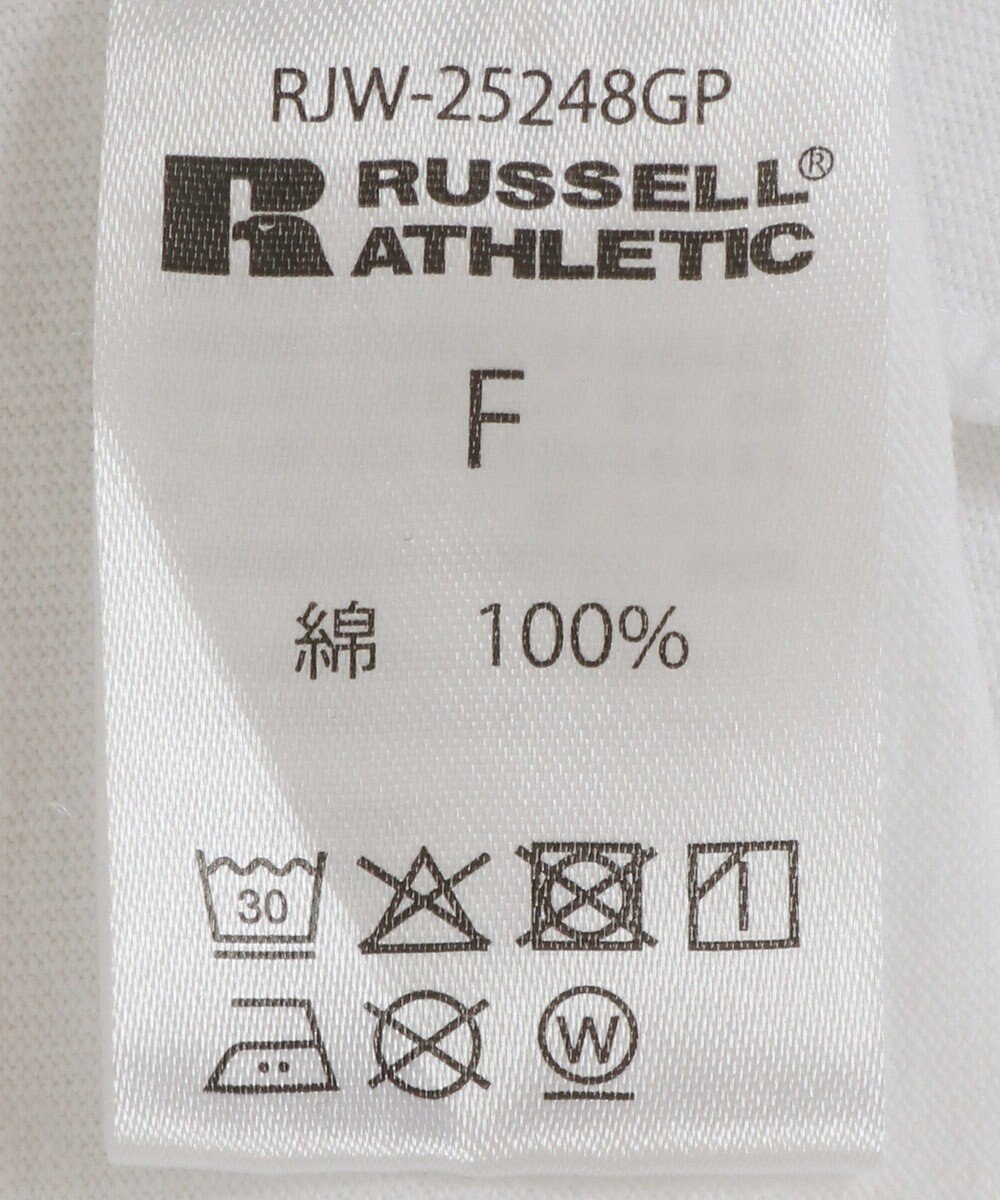 RJW-25248GP
RUSSELL®
ATHLETIC
F
綿 100%
30
W